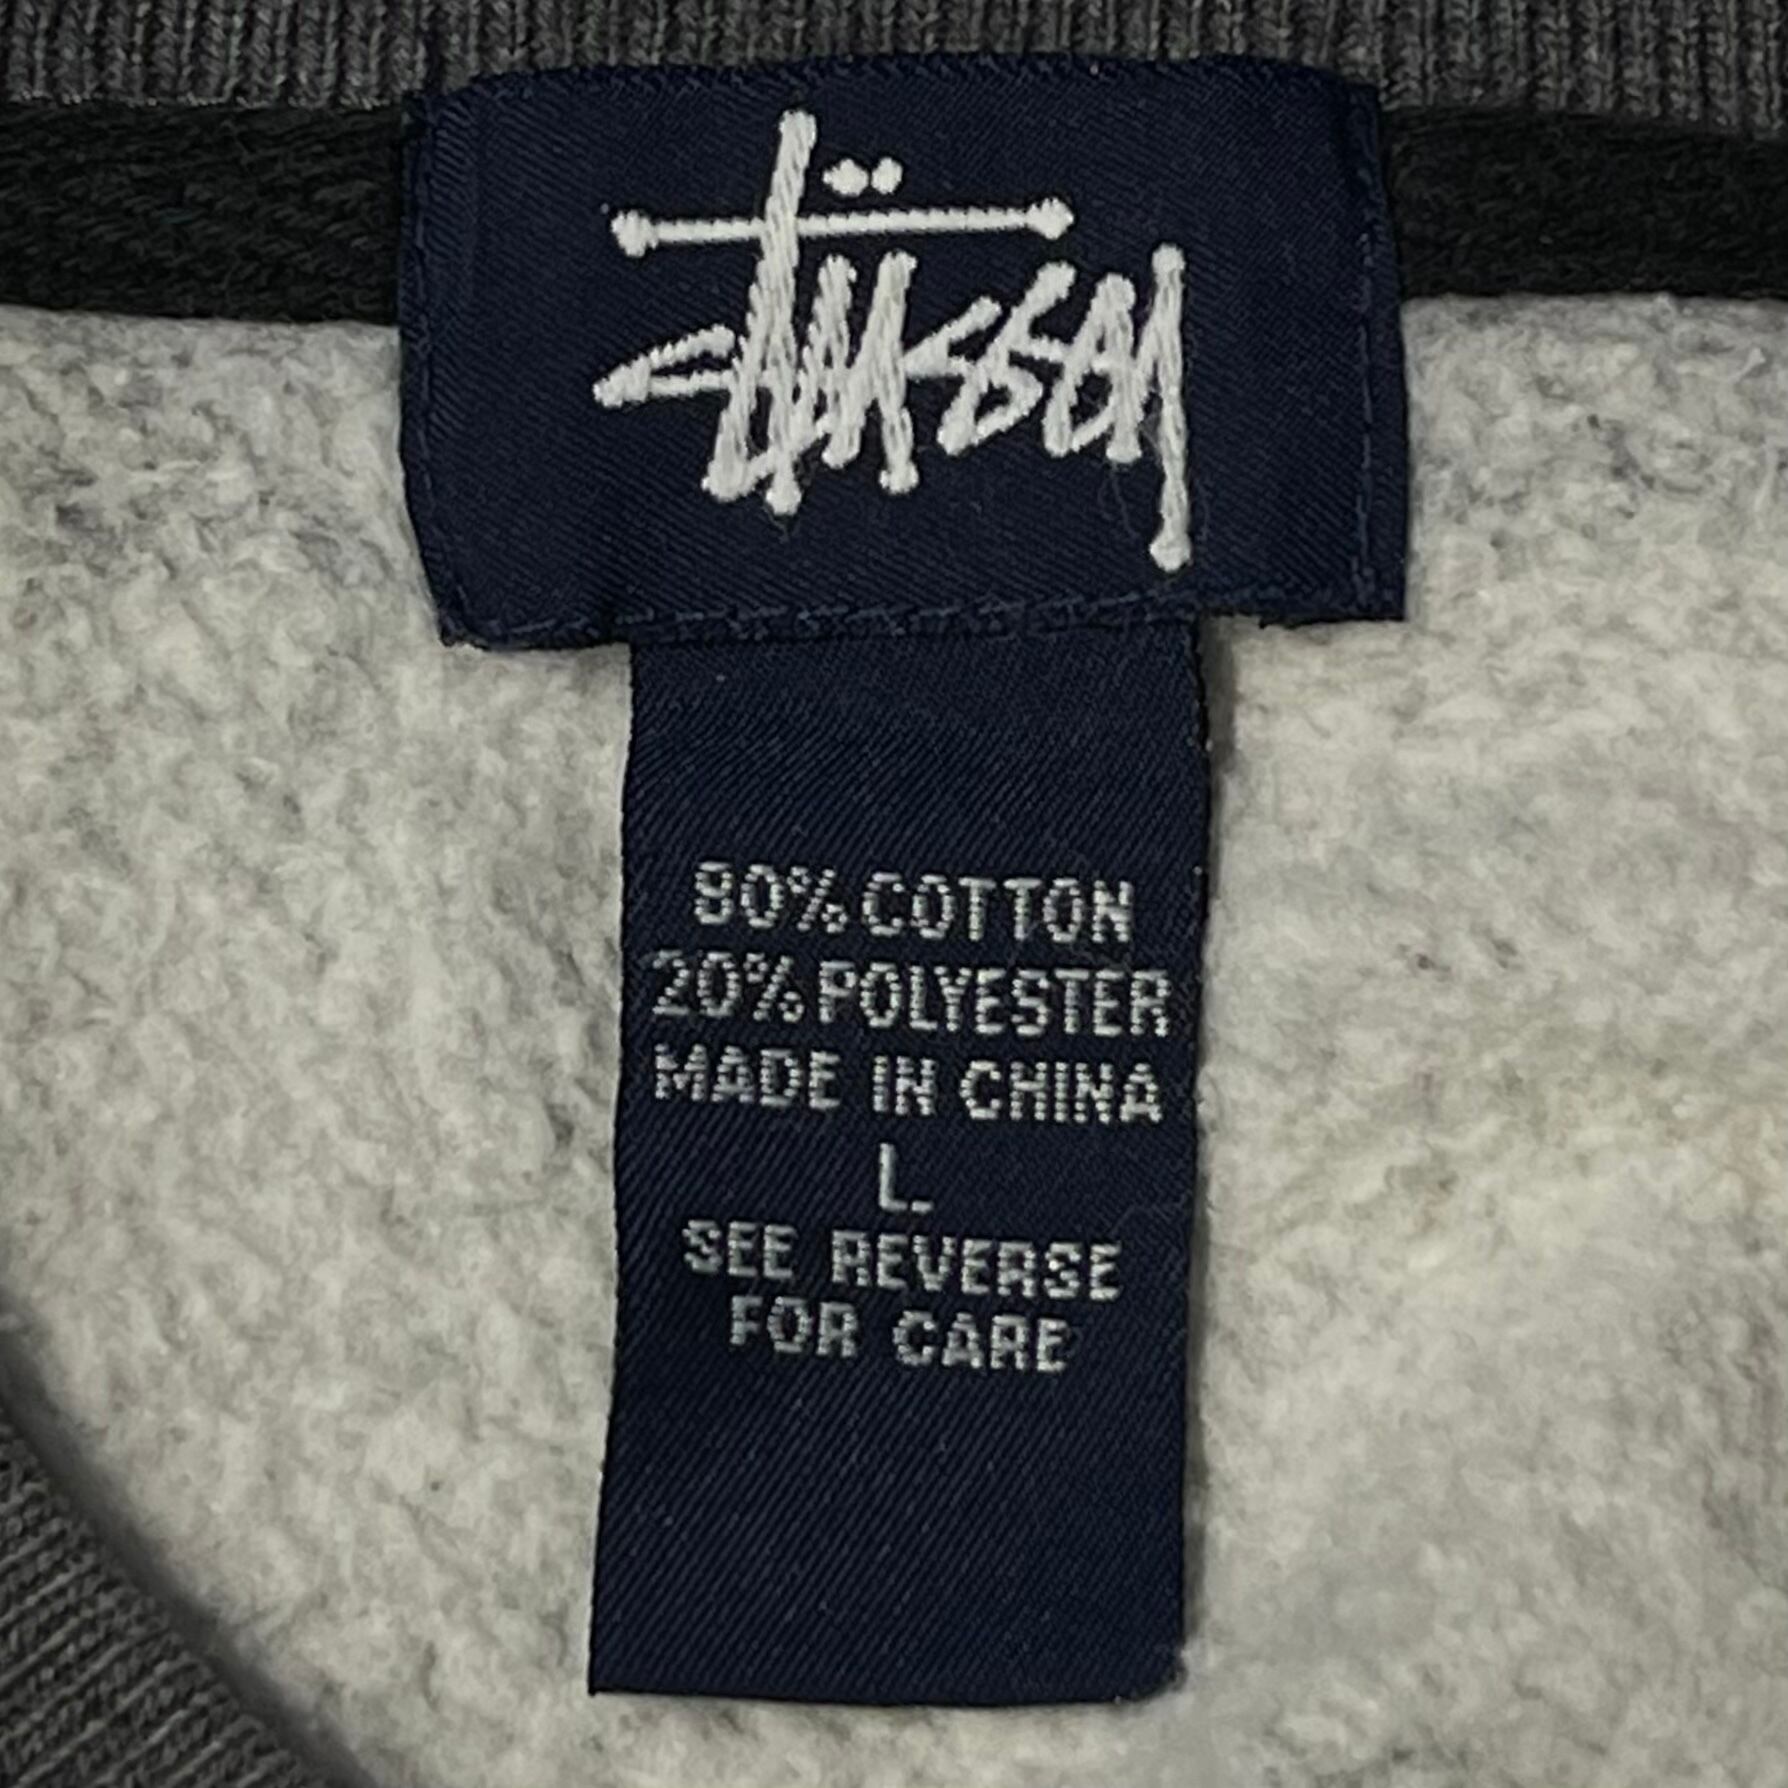 Stüssy
80% COTTON
20% POLYESTER
MADE IN CHINA
L
SEE REVERSE
FOR CARE